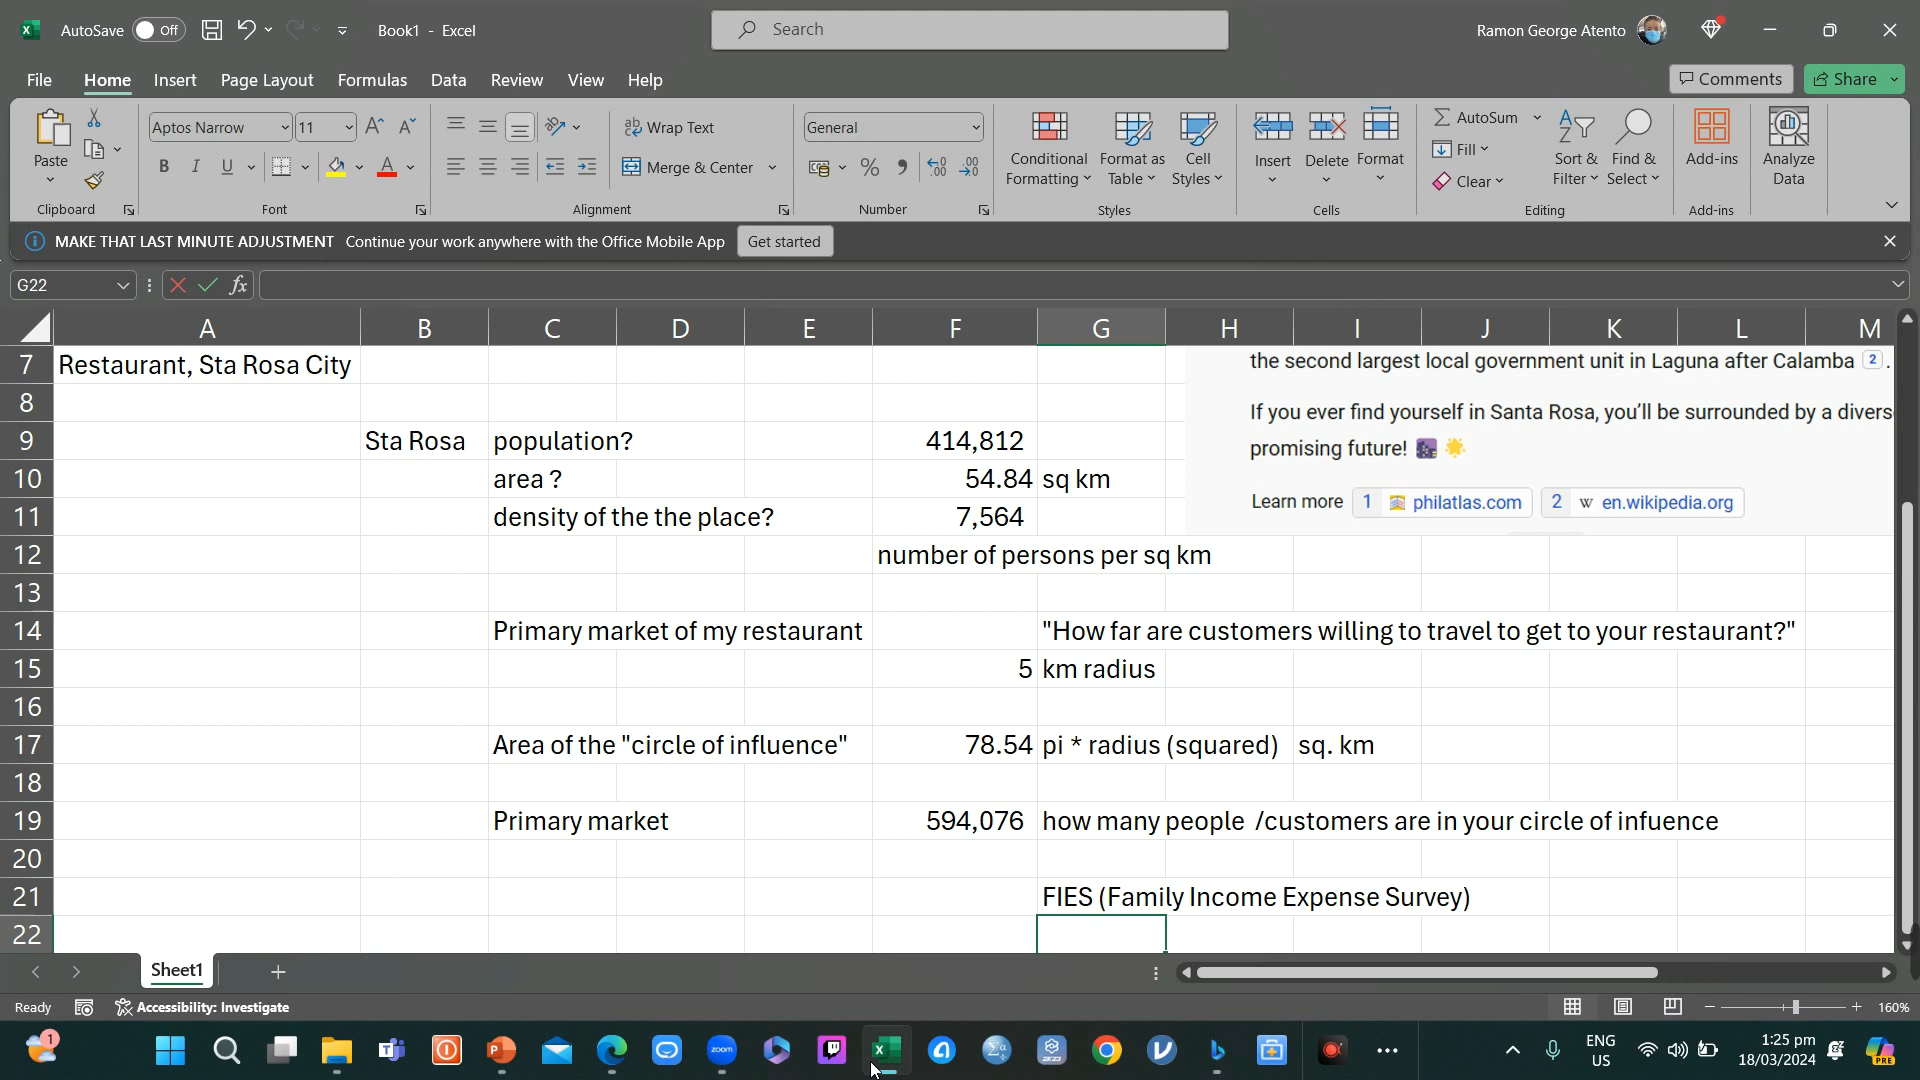 AutoSave Off Book1 - Excel Search Ramon George Atento
File Home Insert Page Layout Formulas Data Review View Help Comments Share
Aptos Narrow 11 Wrap Text General AutoSum
Paste B I U Merge & Center % Conditional Formatting Format as Table Cell Styles Insert Delete Format Fill Clear Sort & Filter Find & Select Add-ins Analyze Data
Clipboard Font Alignment Number Styles Cells Editing Add-ins
MAKE THAT LAST MINUTE ADJUSTMENT Continue your work anywhere with the Office Mobile App Get started
G22 fx
A B C D E F G H I J K L M
7 Restaurant, Sta Rosa City the second largest local government unit in Laguna after Calamba 2 .
8 If you ever find yourself in Santa Rosa, you'll be surrounded by a divers
9 Sta Rosa population? 414,812 promising future!
10 area ? 54.84 sq km Learn more 1 philatlas.com 2 W en.wikipedia.org
11 density of the the place? 7,564
12 number of persons per sq km
13
14 Primary market of my restaurant "How far are customers willing to travel to get to your restaurant?"
15 5 km radius
16
17 Area of the "circle of influence" 78.54 pi * radius (squared) sq. km
18
19 Primary market 594,076 how many people /customers are in your circle of infuence
20
21 FIES (Family Income Expense Survey)
22
Sheet1
Ready Accessibility: Investigate 160%
1 zoom 2K23 ENG 1:25 pm
US 18/03/2024 PRE